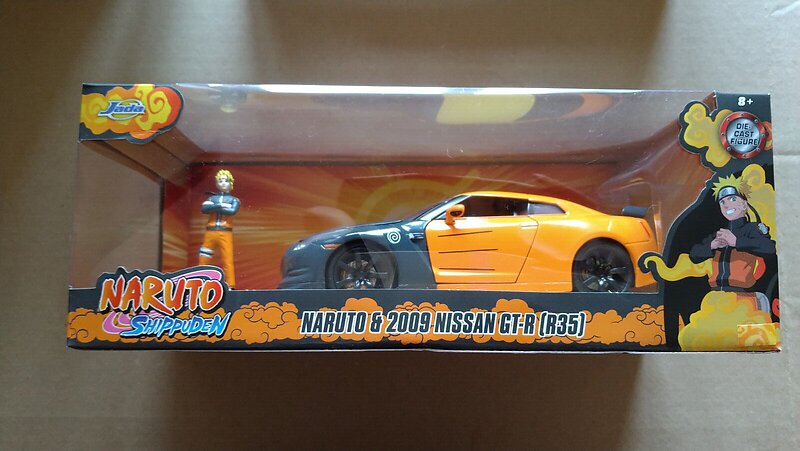 Jada
8+
DIE
CAST
FIGURE
NARUTO
SHIPPUDEN
NARUTO & 2009 NISSAN GT-R (R35)